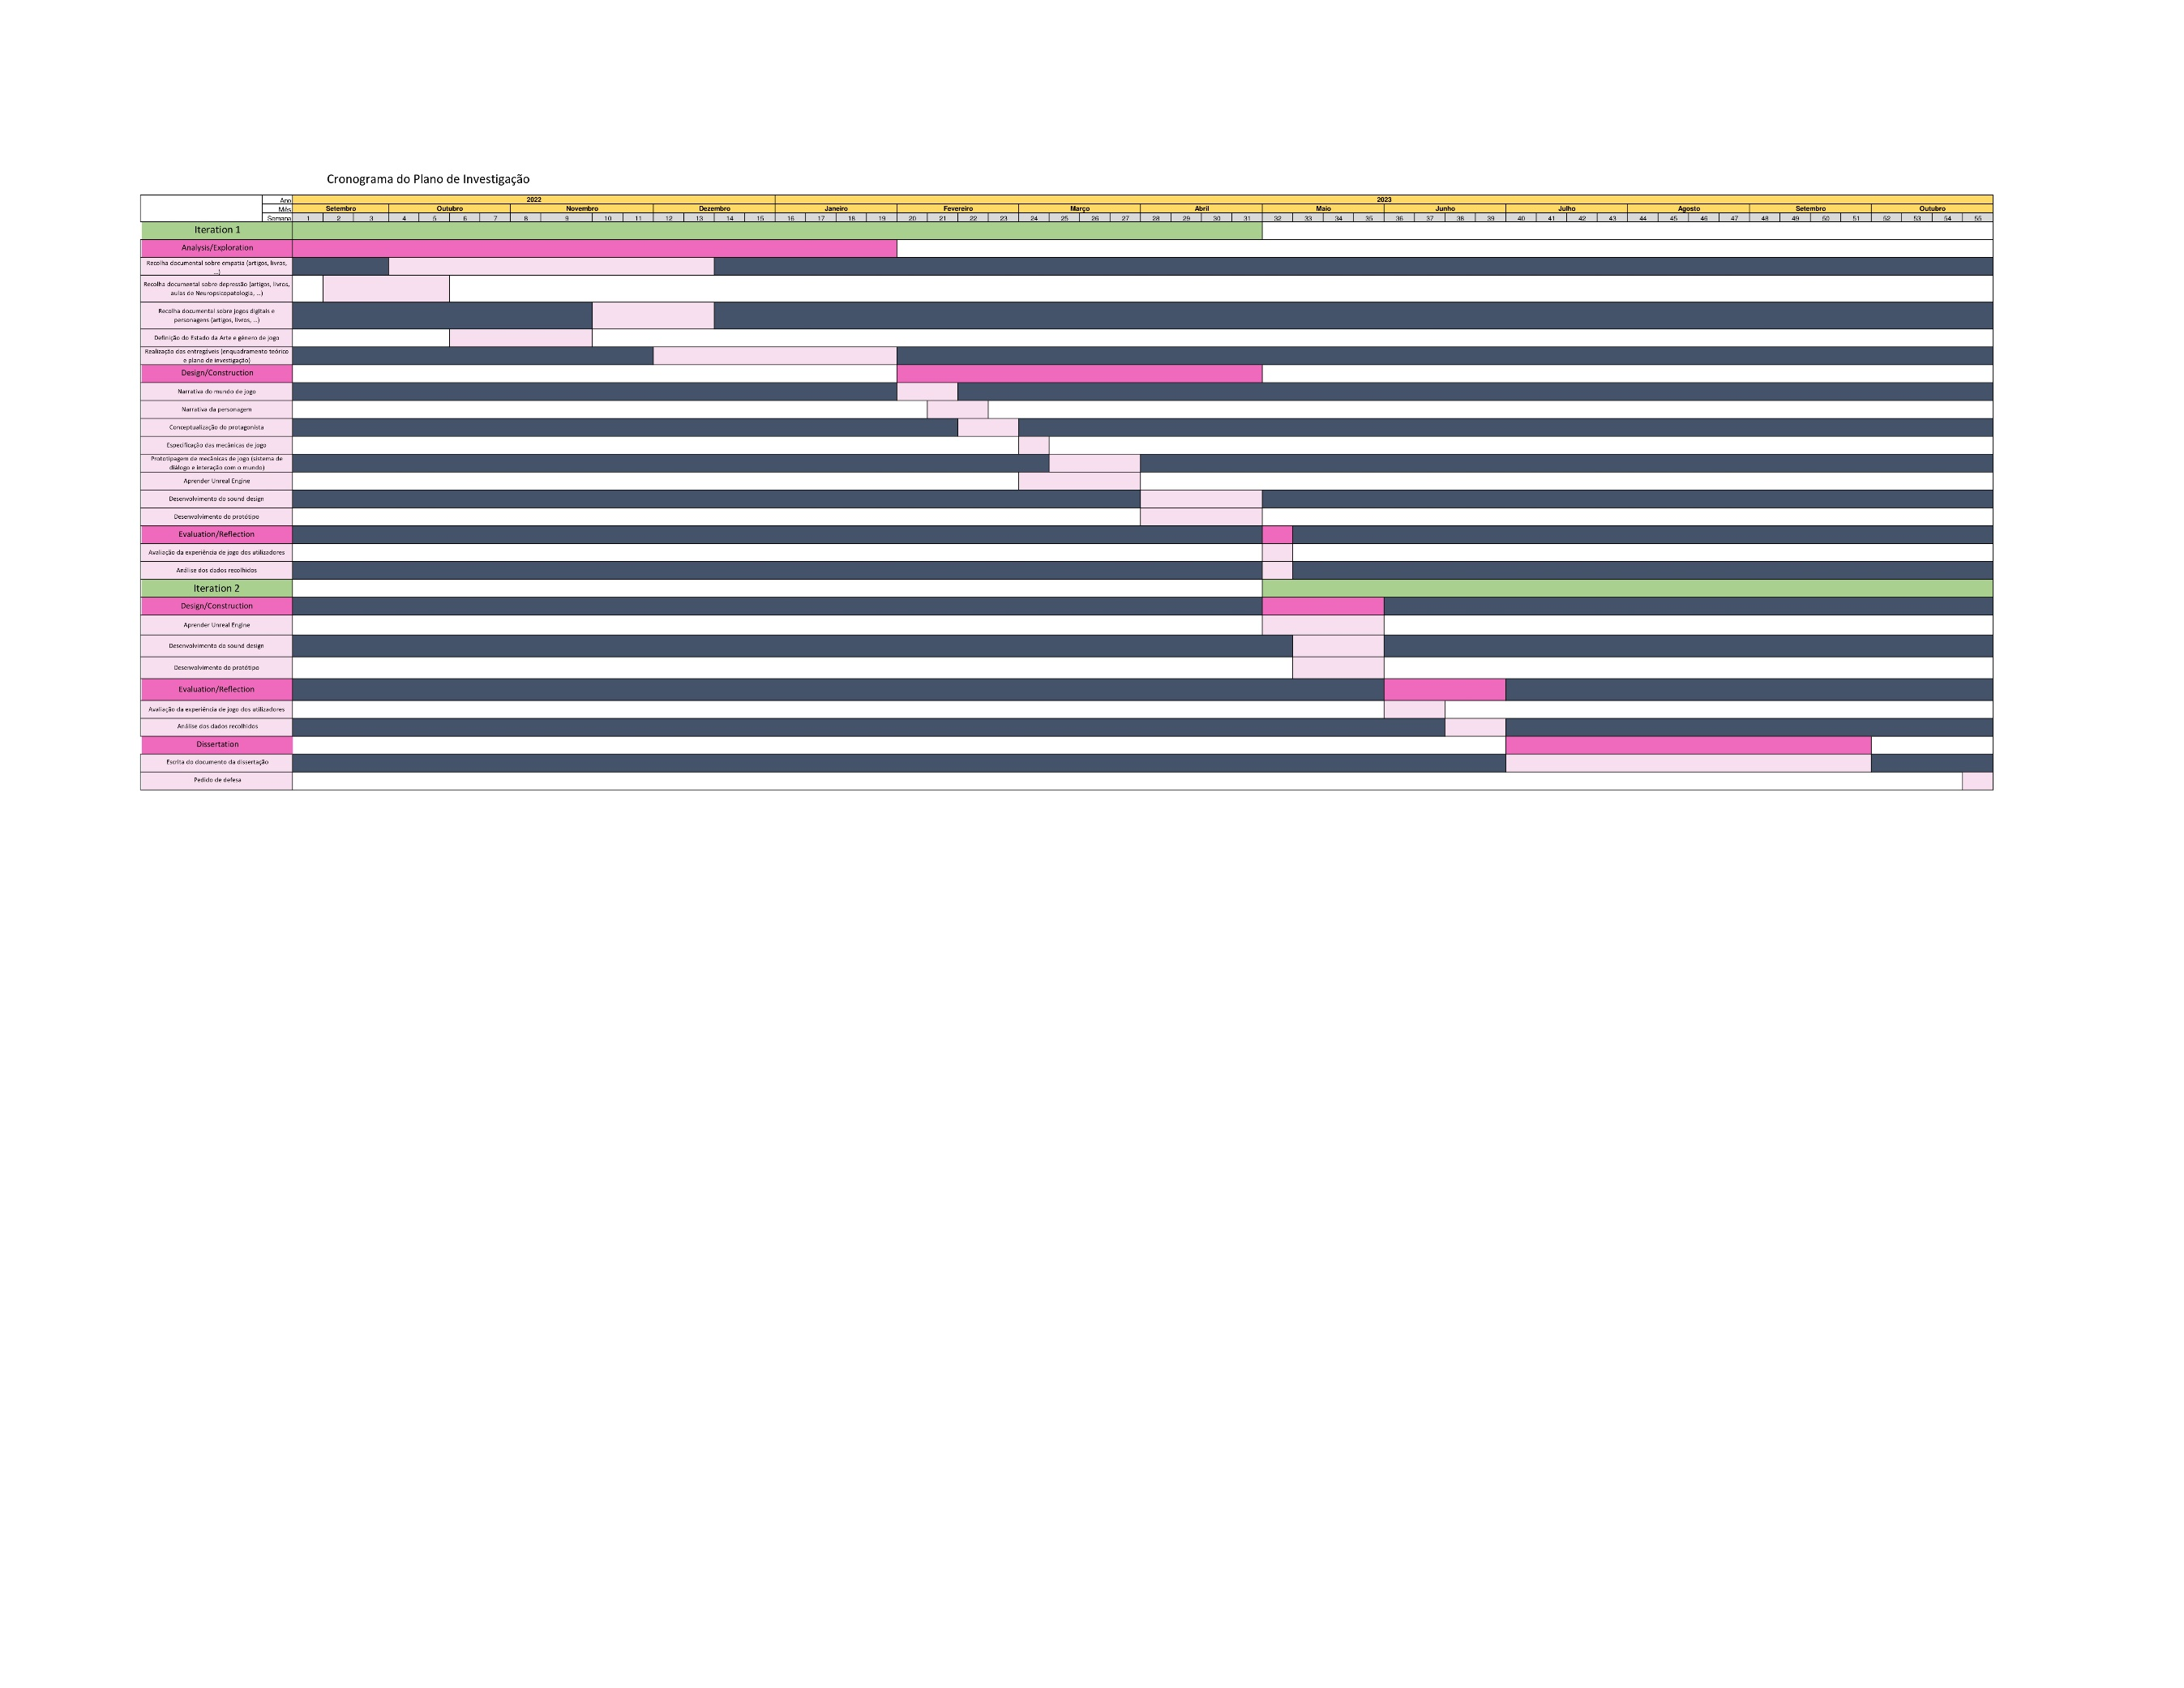 Cronograma do Plano de Investigação
Ano 2022 2023
Mês Setembro Outubro Novembro Dezembro Janeiro Fevereiro Março Abril Maio Junho Julho Agosto Setembro Outubro
Semana 1 2 3 4 5 6 7 8 9 10 11 12 13 14 15 16 17 18 19 20 21 22 23 24 25 26 27 28 29 30 31 32 33 34 35 36 37 38 39 40 41 42 43 44 45 46 47 48 49 50 51 52 53 54 55
Iteration 1
Analysis/Exploration
Recolha documental sobre empatia (artigos, livros,
...)
Recolha documental sobre depressão (artigos, livros,
aulas de Neuropsicopatologia, ...)
Recolha documental sobre jogos digitais e
personagens (artigos, livros, ...)
Definição do Estado da Arte e género de jogo
Realização dos entregáveis (enquadramento teórico
e plano de investigação)
Design/Construction
Narrativa do mundo de jogo
Narrativa da personagem
Conceptualização do protagonista
Especificação das mecânicas de jogo
Prototipagem de mecânicas de jogo (sistema de
diálogo e interação com o mundo)
Aprender Unreal Engine
Desenvolvimento do sound design
Desenvolvimento do protótipo
Evaluation/Reflection
Avaliação da experiência de jogo dos utilizadores
Análise dos dados recolhidos
Iteration 2
Design/Construction
Aprender Unreal Engine
Desenvolvimento do sound design
Desenvolvimento do protótipo
Evaluation/Reflection
Avaliação da experiência de jogo dos utilizadores
Análise dos dados recolhidos
Dissertation
Escrita do documento da dissertação
Pedido de defesa